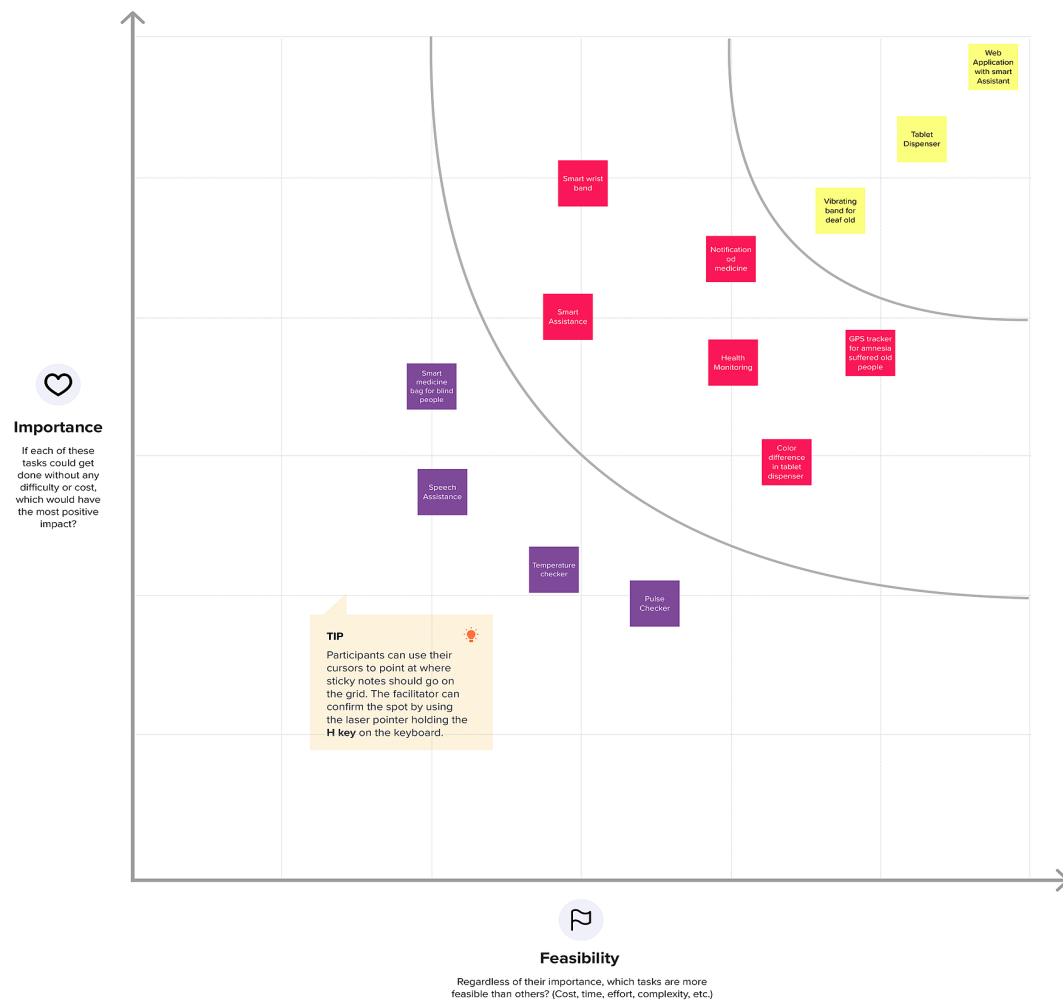 Web
Application
with smart
Assistant
Tablet
Dispenser
Smart wrist
band
Vibrating
band for
deaf old
Notification
od
medicine
Smart
Assistance
GPS tracker
for amnesia
suffered old
people
Health
Monitoring
Smart
medicine
bag for blind
people
Color
difference
in tablet
dispenser
Speech
Assistance
Temperature
checker
Pulse
Checker
Importance
If each of these
tasks could get
done without any
difficulty or cost,
which would have
the most positive
impact?
TIP
Participants can use their
cursors to point at where
sticky notes should go on
the grid. The facilitator can
confirm the spot by using
the laser pointer holding the
H key on the keyboard.
Feasibility
Regardless of their importance, which tasks are more
feasible than others? (Cost, time, effort, complexity, etc.)